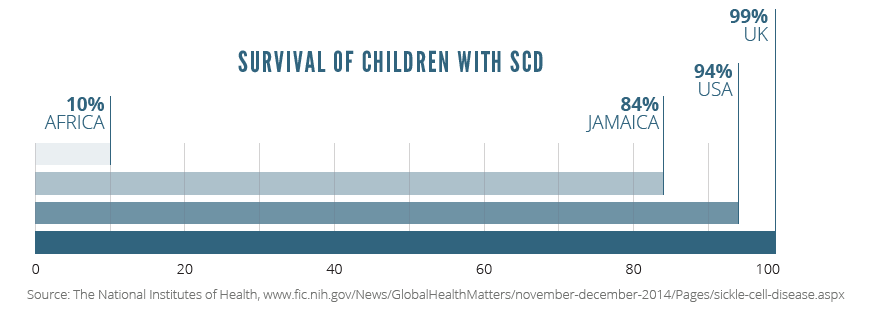 99%
UK
SURVIVAL OF CHILDREN WITH SCD
94%
USA
10%
AFRICA
84%
JAMAICA
0 20 40 60 80 100
Source: The National Institutes of Health, www.fic.nih.gov/News/GlobalHealthMatters/november-december-2014/Pages/sickle-cell-disease.aspx